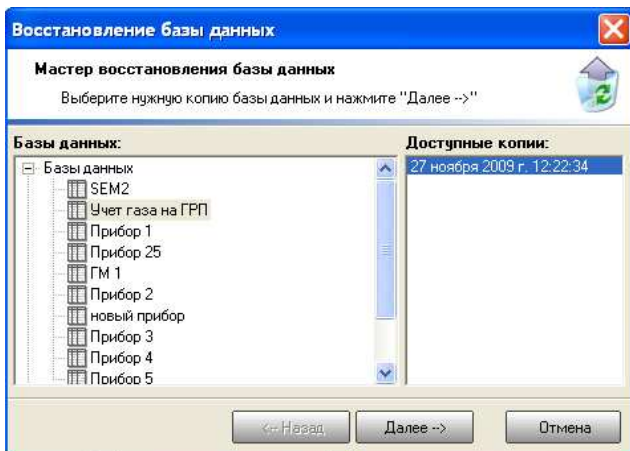 Восстановление базы данных
Мастер восстановления базы данных
Выберите нужную копию базы данных и нажмите "Далее -->"
Базы данных:
Доступные копии:
Базы данных
27 ноября 2009 г. 12:22:34
SEM2
Учет газа на ГРП
Прибор 1
Прибор 25
ГМ 1
Прибор 2
новый прибор
Прибор 3
Прибор 4
Прибор 5
<-- Назад
Далее -->
Отмена